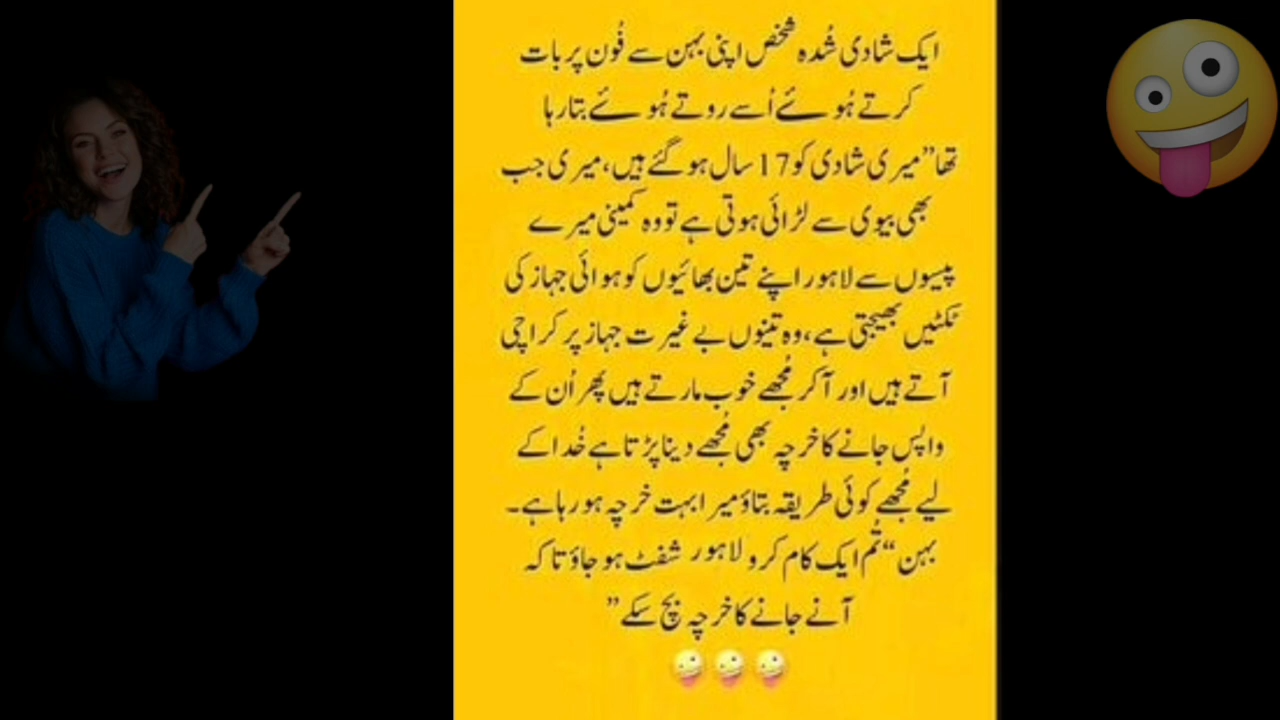 ایک شادی شُدہ شخص اپنی بہن سے فُون پر بات
کرتے ہُوئے اُسے روتے ہُوئے بتا رہا
تھا”میری شادی کو 17 سال ہو گئے ہیں،میری جب
بھی بیوی سے لڑائی ہوتی ہے تو وہ کمینی میرے
پیسوں سے لاہور اپنے تین بھائیوں کو ہوائی جہاز کی
ٹکٹیں بھیجتی ہے،وہ تینوں بے غیرت جہاز پر کراچی
آتے ہیں اور آ کر مُجھے خوب مارتے ہیں پھر اُن کے
واپس جانے کا خرچہ بھی مُجھے دینا پڑتا ہے خُدا کے
لیے مُجھے کوئی طریقہ بتاؤ میرا بہت خرچہ ہو رہا ہے۔
بہن“تُم ایک کام کرو لاہور شفٹ ہو جاؤ تا کہ
آنے جانے کا خرچہ بچ سکے”
🤪🤪🤪